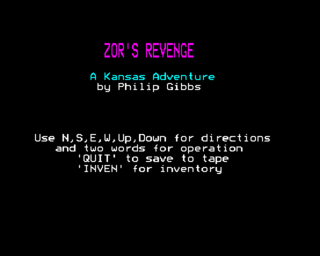 ZOR'S REVENGE
A Kansas Adventure
by Philip Gibbs
Use N,S,E,W,Up,Down for directions
and two words for operation
'QUIT' to save to tape
'INVEN' for inventory